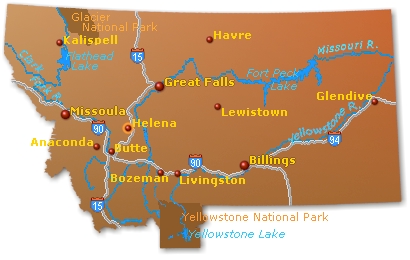 Glacier
National Park
Kalispell
Havre
15
Missouri R.
Flathead
Lake
Clark
Fork R.
Fort Peck
Lake
Great Falls
Glendive
Missoula
Lewistown
Helena
90
Yellowstone R.
94
Anaconda
Butte
90
Billings
Bozeman
Livingston
15
Yellowstone National Park
Yellowstone Lake